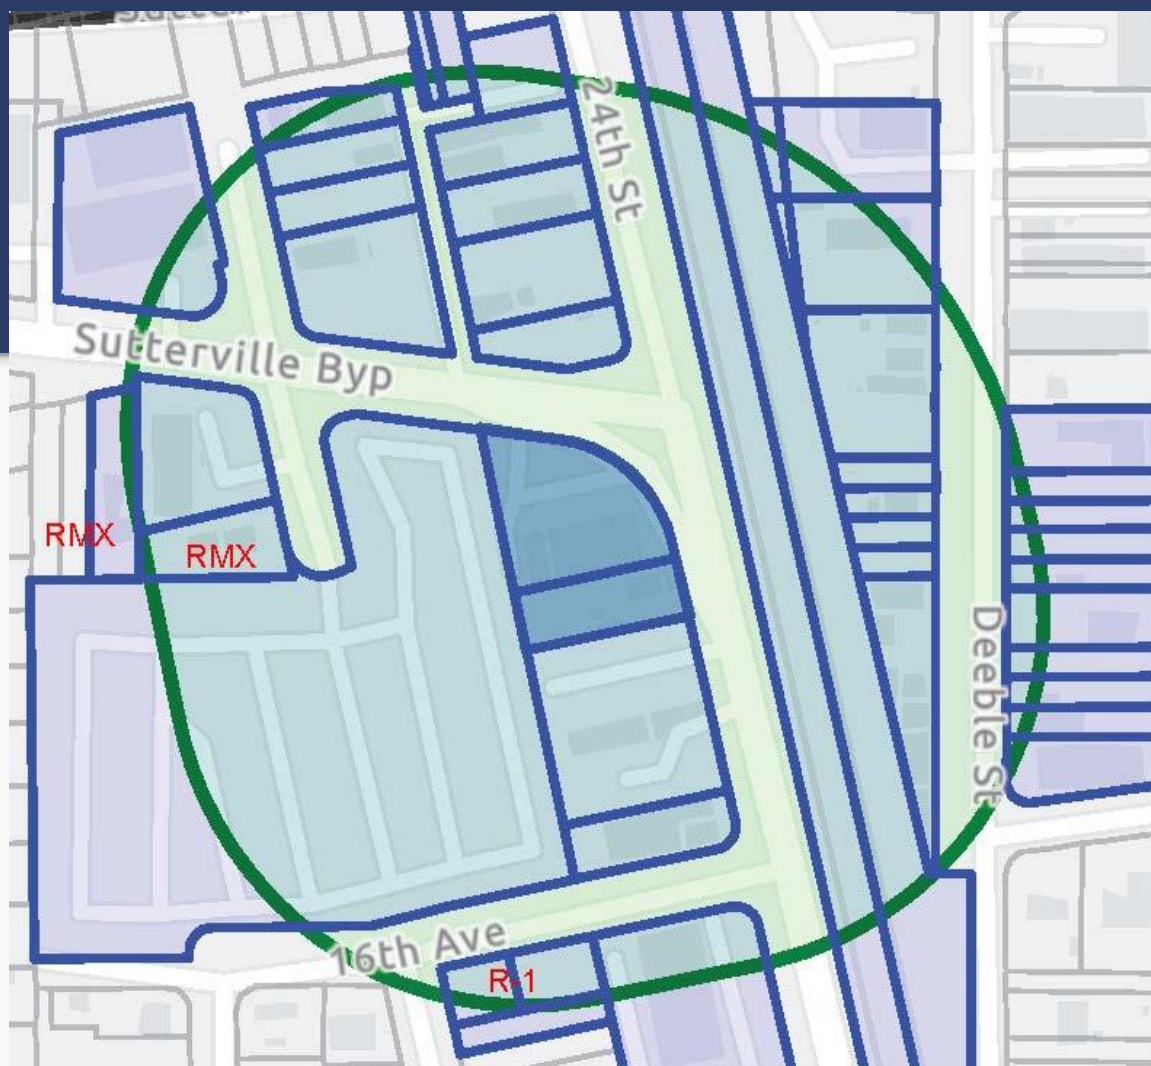 24th St
Sutterville Byp
RMX
RMX
Deeble St
16th Ave
R-1